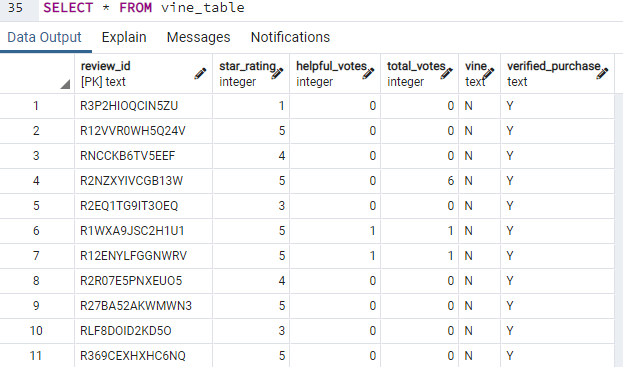 35 SELECT * FROM vine_table
Data Output Explain Messages Notifications
review_id star_rating helpful_votes total_votes vine verified_purchase
[PK] text integer integer integer text text
1 R3P2HIOQCIN5ZU 1 0 0 N Y
2 R12VVR0WH5Q24V 5 0 0 N Y
3 RNCCKB6TV5EEF 4 0 0 N Y
4 R2NZXYIVCGB13W 5 0 6 N Y
5 R2EQ1TG9IT3OEQ 3 0 0 N Y
6 R1WXA9JSC2H1U1 5 1 1 N Y
7 R12ENYLFGGNWRV 5 1 1 N Y
8 R2R07E5PNXEUO5 4 0 0 N Y
9 R27BA52AKWMWN3 5 0 0 N Y
10 RLF8DOID2KD5O 3 0 0 N Y
11 R369CEXHXHC6NQ 5 0 0 N Y